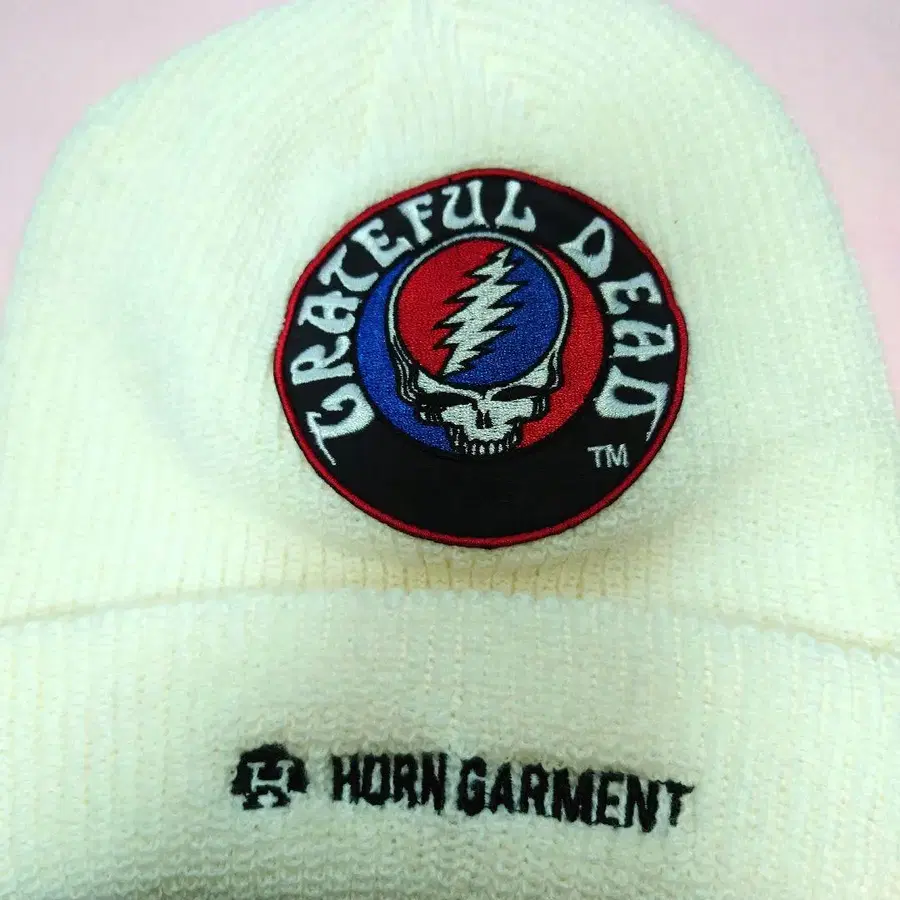 GRATEFUL DEAD
TM
H HORN GARMENT